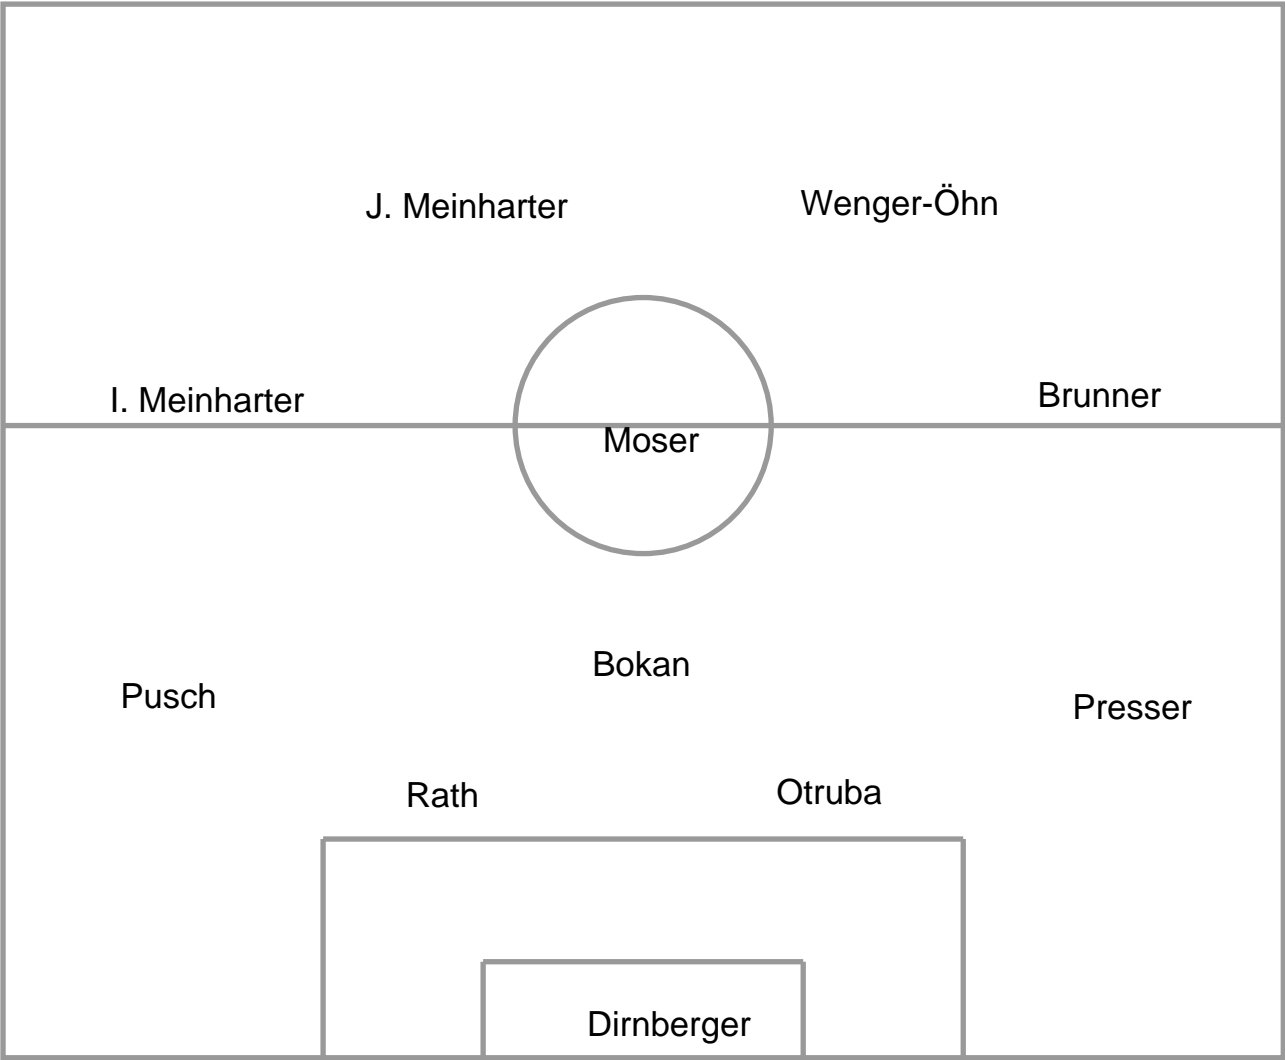 J. Meinharter
Wenger-Öhn
I. Meinharter
Brunner
Moser
Bokan
Pusch
Presser
Rath
Otruba
Dirnberger